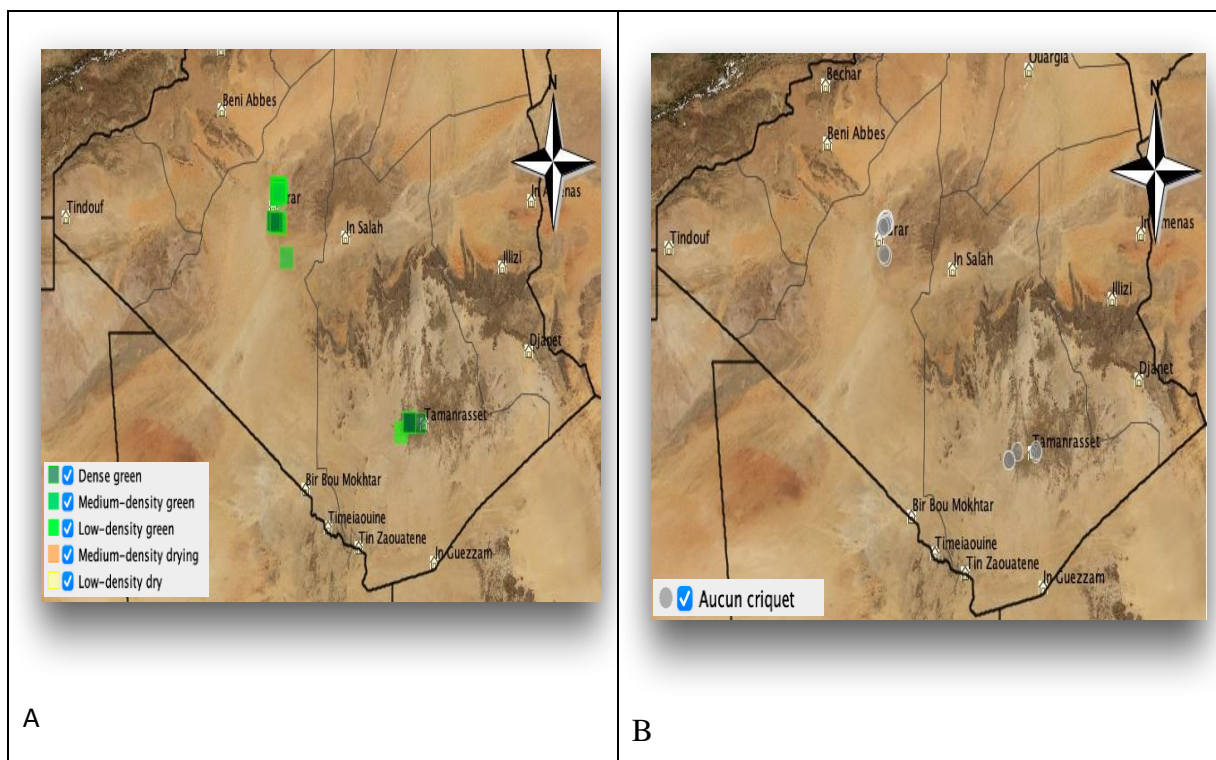 N
Beni Abbes
rar
Tindouf
In Salah
Illizi
Djanet
Tamanrasset
Bir Bou Mokhtar
Timeiaouine
Tin Zaouatene
In Guezzam
Dense green
Medium-density green
Low-density green
Medium-density drying
Low-density dry
A
Ouargla
Bechar
N
Beni Abbes
rar
Tindouf
In Salah
Illizi
Djanet
Tamanrasset
Bir Bou Mokhtar
Timeiaouine
Tin Zaouatene
In Guezzam
Aucun criquet
B